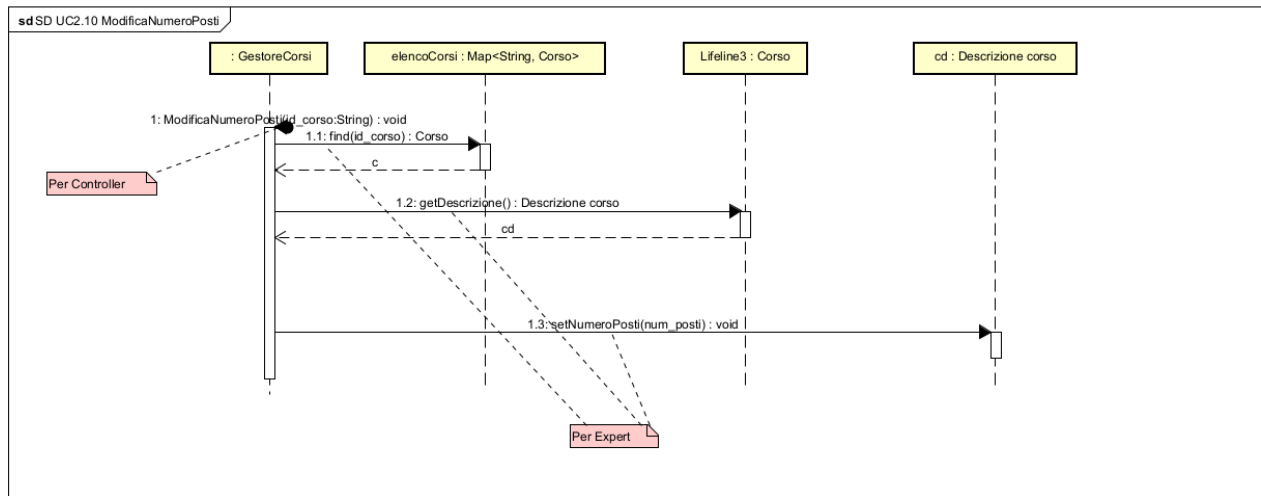 sd SD UC2.10 ModificaNumeroPosti
: GestoreCorsi
elencoCorsi : Map<String, Corso>
Lifeline3 : Corso
cd : Descrizione corso
1: ModificaNumeroPosti(id_corso:String) : void
1.1: find(id_corso) : Corso
c
Per Controller
1.2: getDescrizione() : Descrizione corso
cd
1.3: setNumeroPosti(num_posti) : void
Per Expert